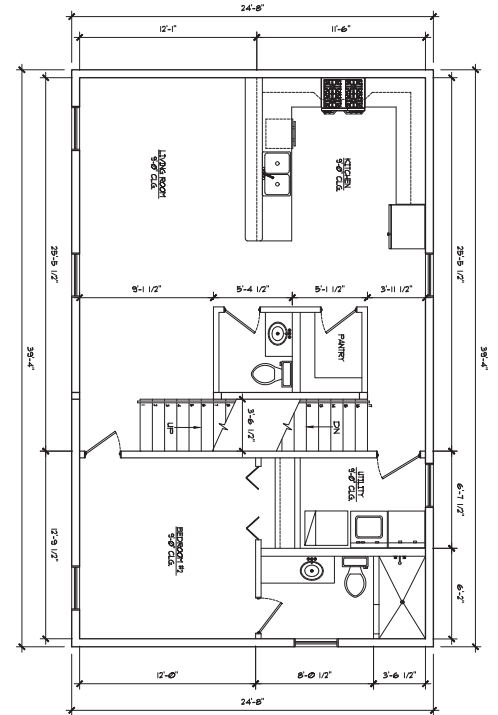 24'-8"
12'-1"
11'-6"
LIVING ROOM
9'-0" CLG.
KITCHEN
9'-0" CLG.
25'-5 1/2"
25'-5 1/2"
9'-1 1/2"
5'-4 1/2"
5'-1 1/2"
3'-11 1/2"
39'-4"
39'-4"
PANTRY
3'-6 1/2"
UP
DN
UTILITY
9'-0" CLG.
6'-7 1/2"
BEDROOM #2
9'-0" CLG.
12'-9 1/2"
6'-2"
12'-0"
8'-0 1/2"
3'-6 1/2"
24'-8"